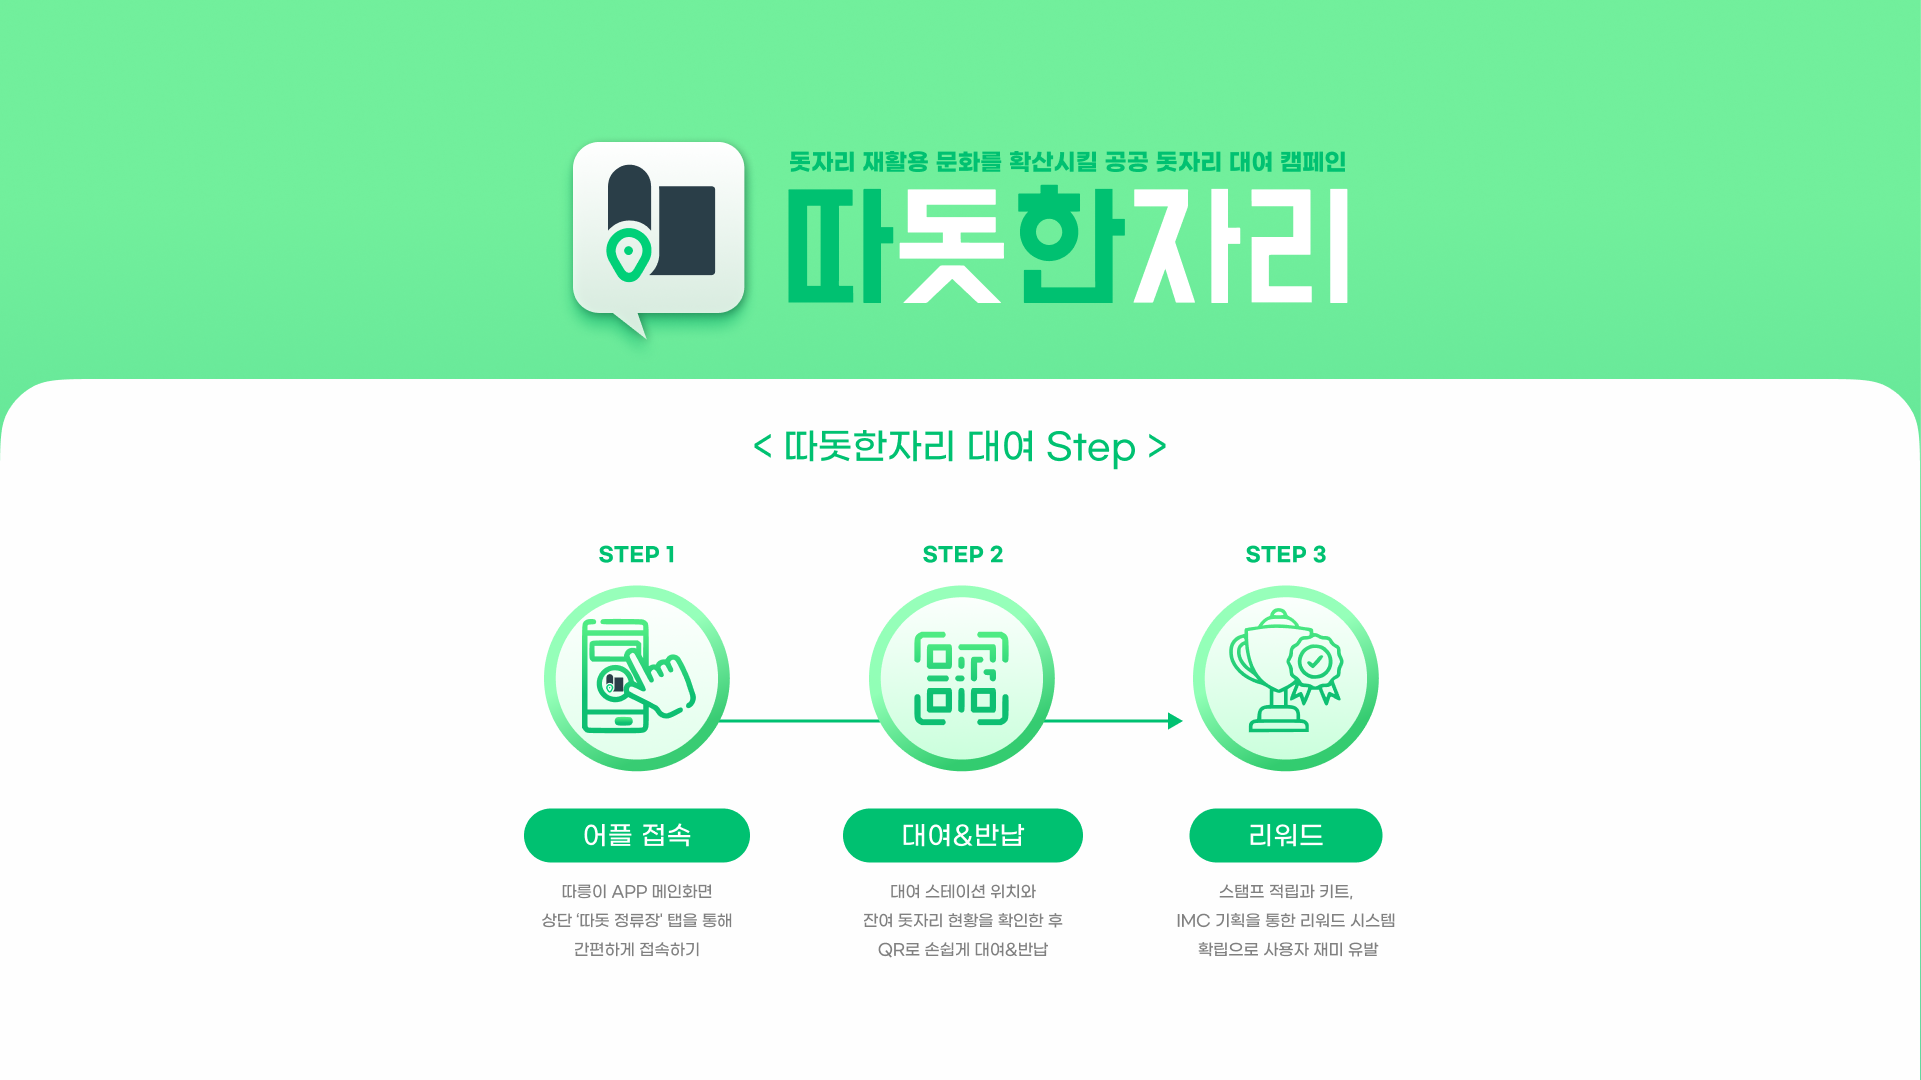 돗자리 재활용 문화를 확산시킬 공공 돗자리 대여 캠페인
따돗한자리
< 따돗한자리 대여 Step >
STEP 1
STEP 2
STEP 3
어플 접속
대여&반납
리워드
따릉이 APP 메인화면
상단 ‘따돗 정류장’ 탭을 통해
간편하게 접속하기
대여 스테이션 위치와
잔여 돗자리 현황을 확인한 후
QR로 손쉽게 대여&반납
스탬프 적립과 키트,
IMC 기획을 통한 리워드 시스템
확립으로 사용자 재미 유발